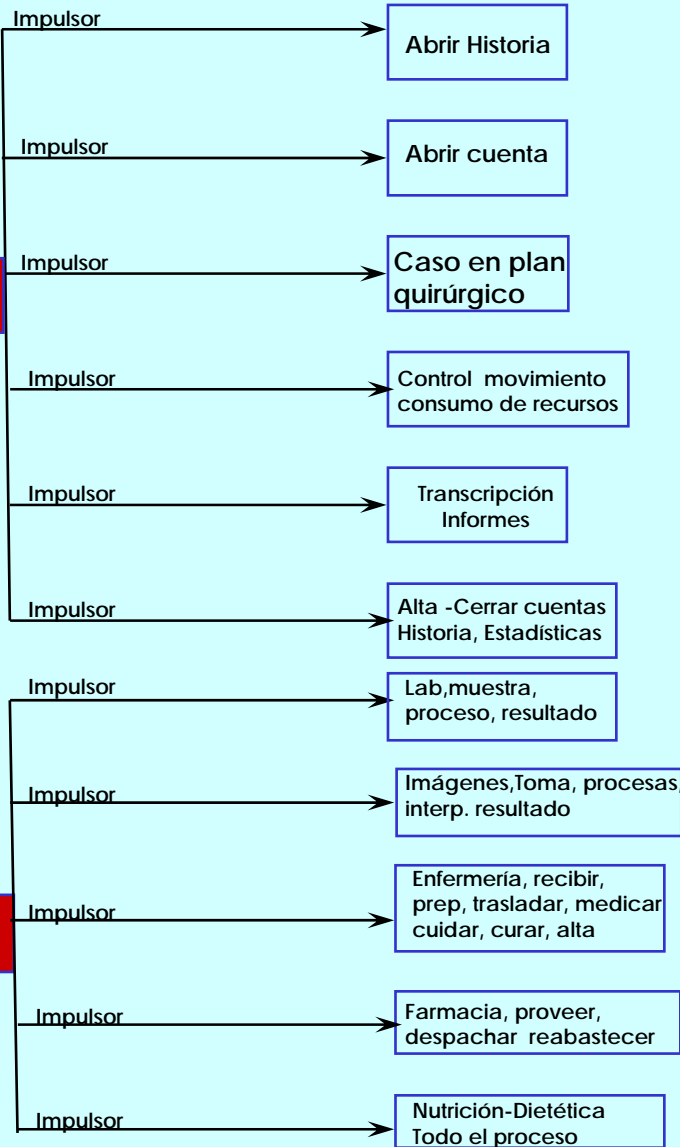 Impulsor
Abrir Historia
Impulsor
Abrir cuenta
Impulsor
Caso en plan
quirúrgico
Impulsor
Control movimiento
consumo de recursos
Impulsor
Transcripción
Informes
Impulsor
Alta -Cerrar cuentas
Historia, Estadísticas
Impulsor
Lab,muestra,
proceso, resultado
Impulsor
Imágenes,Toma, procesas,
interp. resultado
Impulsor
Enfermería, recibir,
prep, trasladar, medicar
cuidar, curar, alta
Impulsor
Farmacia, proveer,
despachar reabastecer
Impulsor
Nutrición-Dietética
Todo el proceso